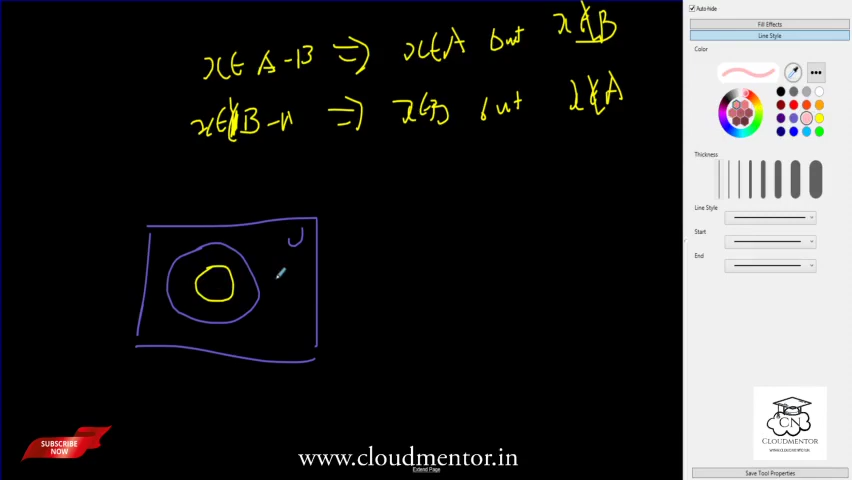 x∈A-B ⇒ x∈A but x∉B
x∈B-A ⇒ x∈B but x∉A
U
SUBSCRIBE
NOW
www.cloudmentor.in
Extend Page
Auto-hide
Fill Effects
Line Style
Color
Thickness
Line Style
Start
End
CN
CLOUDMENTOR
Save Tool Properties